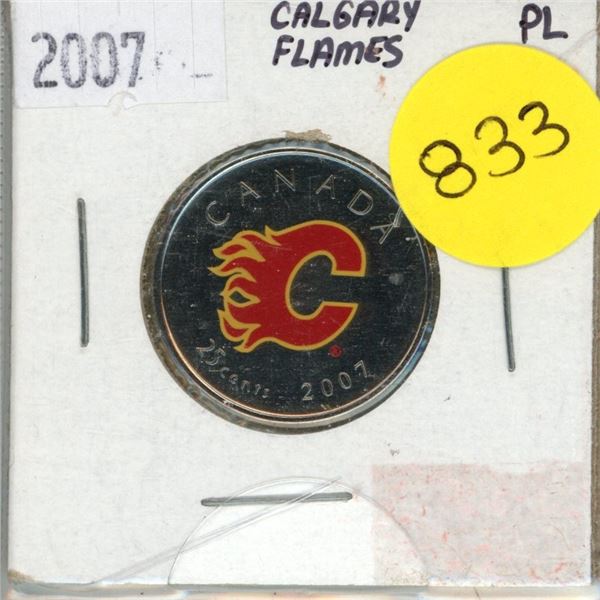 2007
CALGARY
FLAMES
PL
833
CANADA
C
25 cents 2007